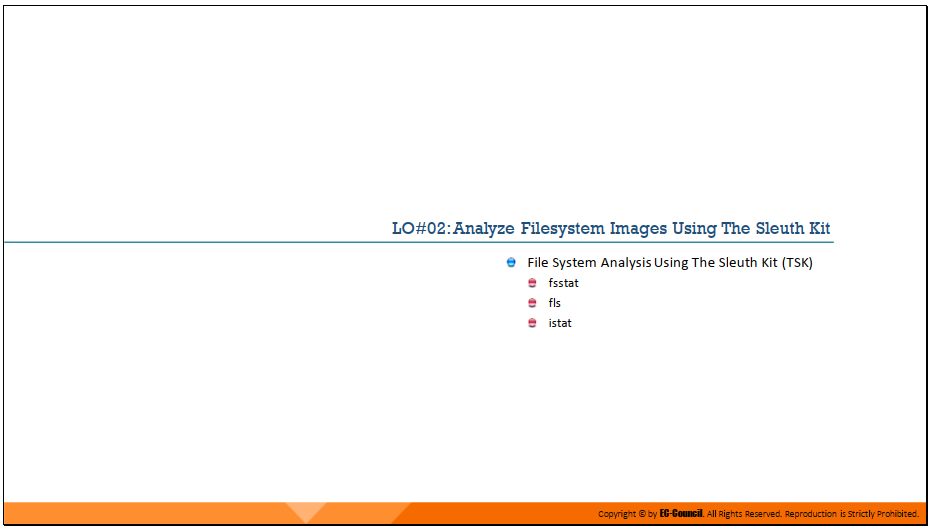 LO#02: Analyze Filesystem Images Using The Sleuth Kit
File System Analysis Using The Sleuth Kit (TSK)
fsstat
fls
istat
Copyright © by EC-Council. All Rights Reserved. Reproduction is Strictly Prohibited.